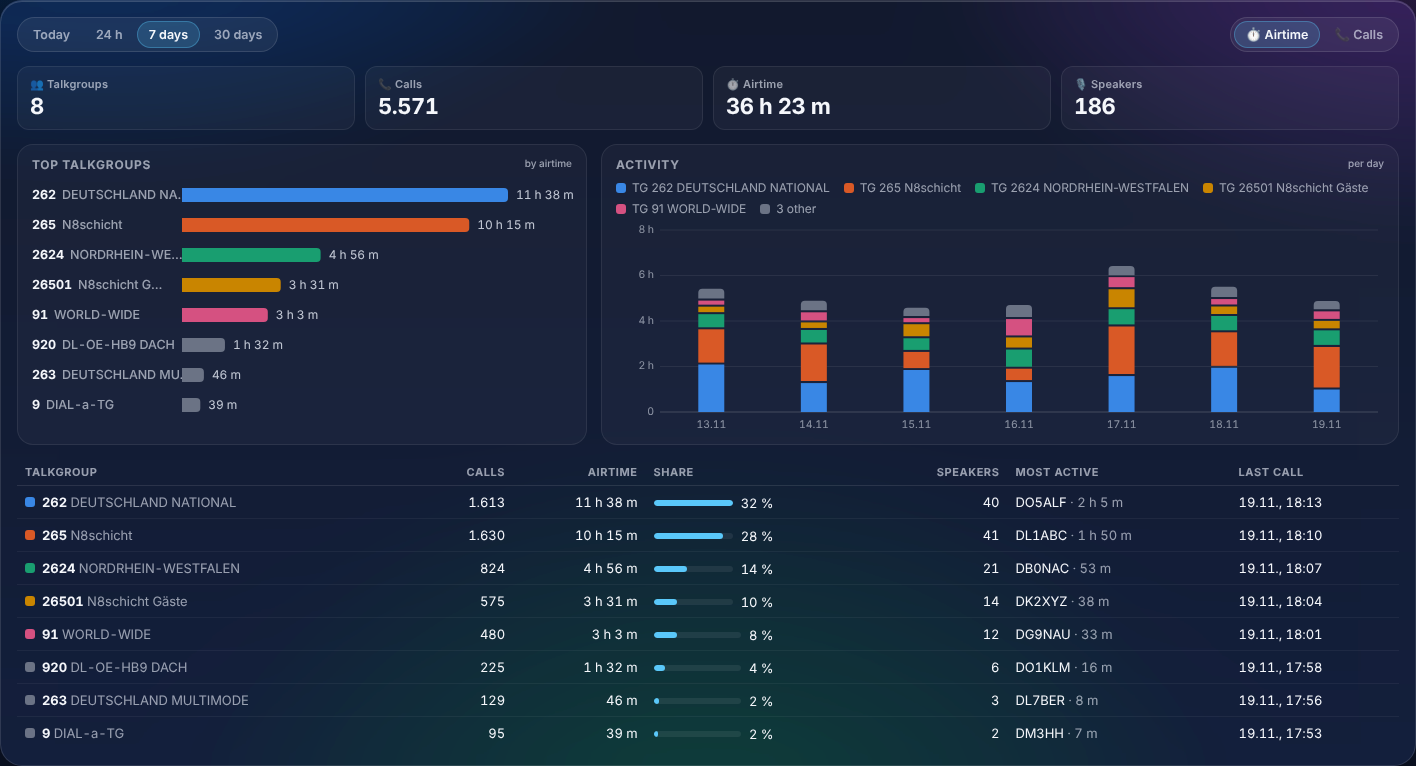 Today 24 h 7 days 30 days
⏱️ Airtime 📞 Calls
👥 Talkgroups
8
📞 Calls
5.571
⏱️ Airtime
36 h 23 m
🎙️ Speakers
186
TOP TALKGROUPS by airtime
262 DEUTSCHLAND NA… 11 h 38 m
265 N8schicht 10 h 15 m
2624 NORDRHEIN-WE… 4 h 56 m
26501 N8schicht G… 3 h 31 m
91 WORLD-WIDE 3 h 3 m
920 DL-OE-HB9 DACH 1 h 32 m
263 DEUTSCHLAND MU… 46 m
9 DIAL-a-TG 39 m
ACTIVITY per day
TG 262 DEUTSCHLAND NATIONAL TG 265 N8schicht TG 2624 NORDRHEIN-WESTFALEN TG 26501 N8schicht Gäste
TG 91 WORLD-WIDE 3 other
8 h
6 h
4 h
2 h
0
13.11 14.11 15.11 16.11 17.11 18.11 19.11
TALKGROUP CALLS AIRTIME SHARE SPEAKERS MOST ACTIVE LAST CALL
262 DEUTSCHLAND NATIONAL 1.613 11 h 38 m 32 % 40 DO5ALF · 2 h 5 m 19.11., 18:13
265 N8schicht 1.630 10 h 15 m 28 % 41 DL1ABC · 1 h 50 m 19.11., 18:10
2624 NORDRHEIN-WESTFALEN 824 4 h 56 m 14 % 21 DB0NAC · 53 m 19.11., 18:07
26501 N8schicht Gäste 575 3 h 31 m 10 % 14 DK2XYZ · 38 m 19.11., 18:04
91 WORLD-WIDE 480 3 h 3 m 8 % 12 DG9NAU · 33 m 19.11., 18:01
920 DL-OE-HB9 DACH 225 1 h 32 m 4 % 6 DO1KLM · 16 m 19.11., 17:58
263 DEUTSCHLAND MULTIMODE 129 46 m 2 % 3 DL7BER · 8 m 19.11., 17:56
9 DIAL-a-TG 95 39 m 2 % 2 DM3HH · 7 m 19.11., 17:53